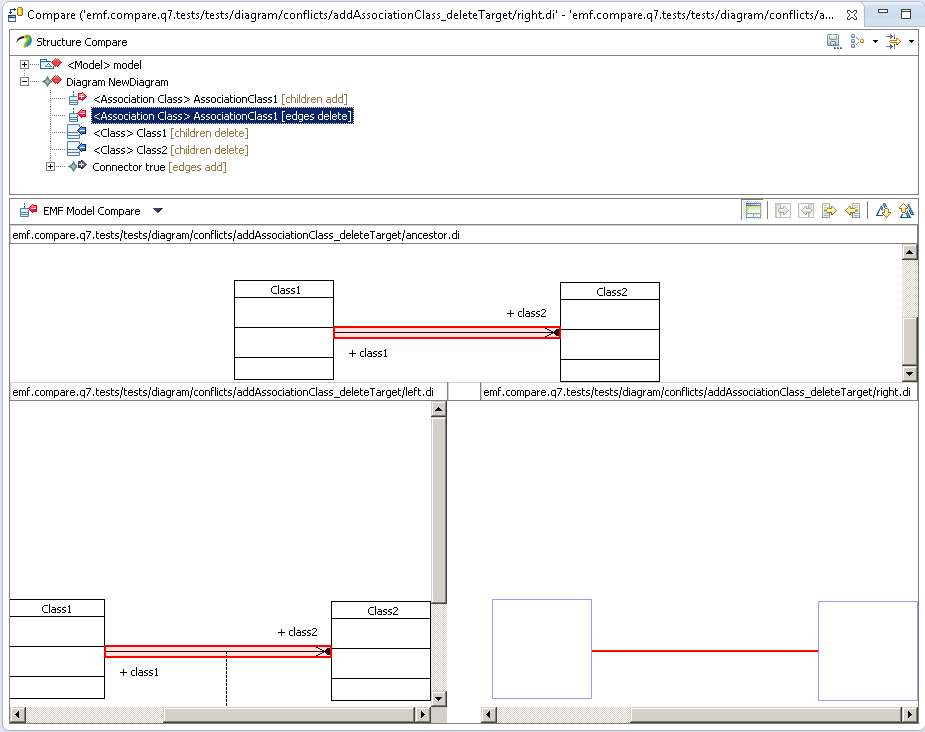 Compare ('emf.compare.q7.tests/tests/diagram/conflicts/addAssociationClass_deleteTarget/right.di' - 'emf.compare.q7.tests/tests/diagram/conflicts/a...
Structure Compare
<Model> model
Diagram NewDiagram
<Association Class> AssociationClass1 [children add]
<Association Class> AssociationClass1 [edges delete]
<Class> Class1 [children delete]
<Class> Class2 [children delete]
Connector true [edges add]
EMF Model Compare
emf.compare.q7.tests/tests/diagram/conflicts/addAssociationClass_deleteTarget/ancestor.di
Class1
Class2
+ class2
+ class1
emf.compare.q7.tests/tests/diagram/conflicts/addAssociationClass_deleteTarget/left.di
emf.compare.q7.tests/tests/diagram/conflicts/addAssociationClass_deleteTarget/right.di
Class1
Class2
+ class2
+ class1